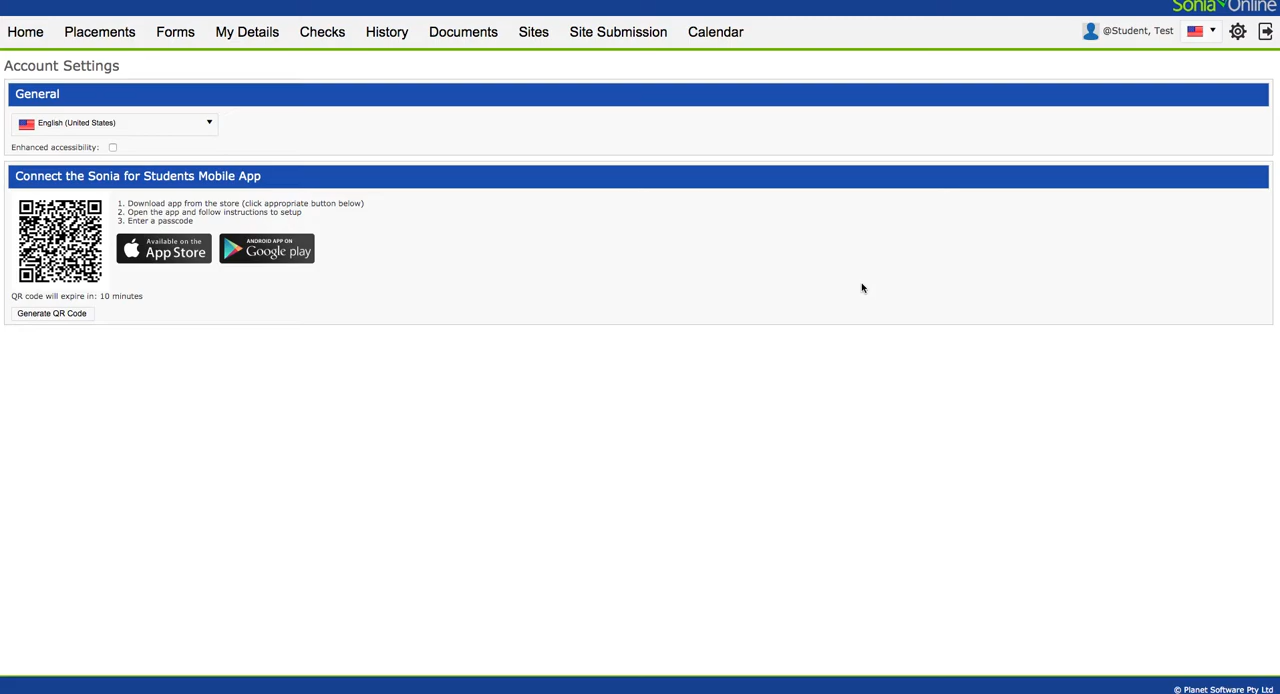 Sonia Online
Home Placements Forms My Details Checks History Documents Sites Site Submission Calendar @Student, Test
Account Settings
General
English (United States)
Enhanced accessibility:
Connect the Sonia for Students Mobile App
1. Download app from the store (click appropriate button below)
2. Open the app and follow instructions to setup
3. Enter a passcode
Available on the App Store
ANDROID APP ON Google play
QR code will expire in: 10 minutes
Generate QR Code
© Planet Software Pty Ltd